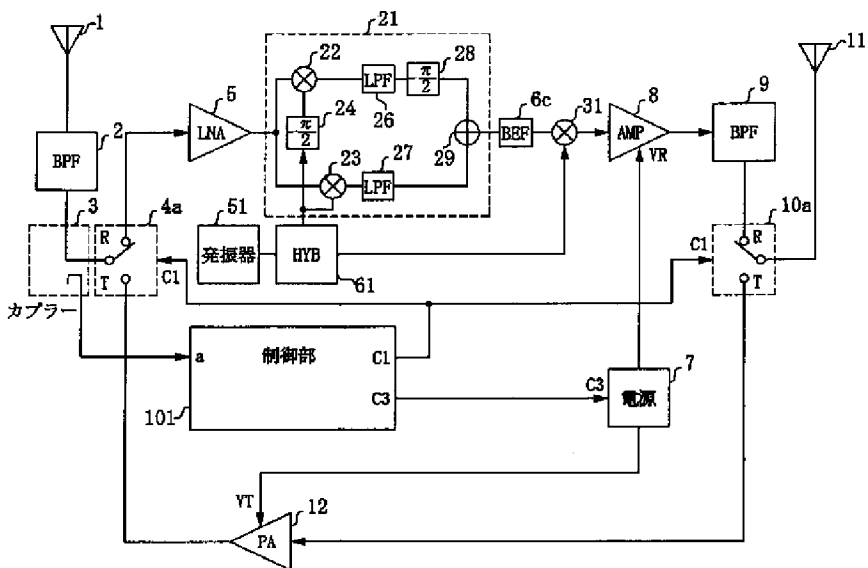 1
21
11
22
28
5
LPF
π/2
8
9
2
LNA
24
26
6c
31
π/2
BEF
AMP
BPF
BPF
23
27
29
VR
LPF
3
4a
51
10a
R
発振器
HYB
C1
R
T
C1
61
T
カプラー
a
制御部
C1
7
C3
C3
電源
101
VT
12
PA